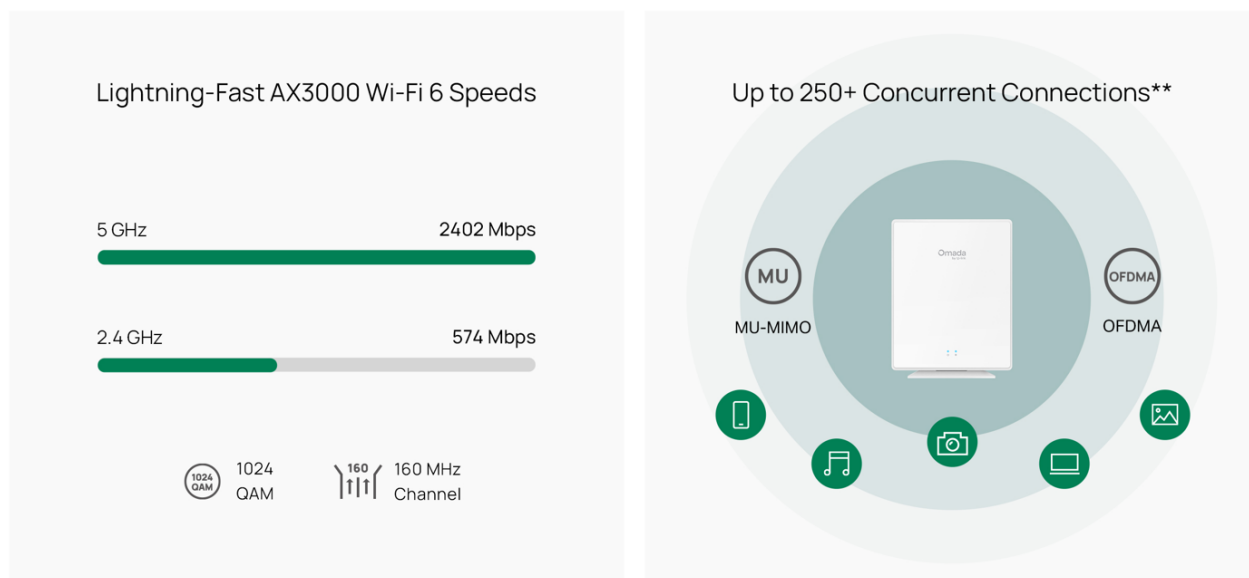 Lightning-Fast AX3000 Wi-Fi 6 Speeds
5 GHz 2402 Mbps
2.4 GHz 574 Mbps
1024
QAM
1024
QAM
160
160 MHz
Channel
Up to 250+ Concurrent Connections**
Omada
MU
MU-MIMO
OFDMA
OFDMA